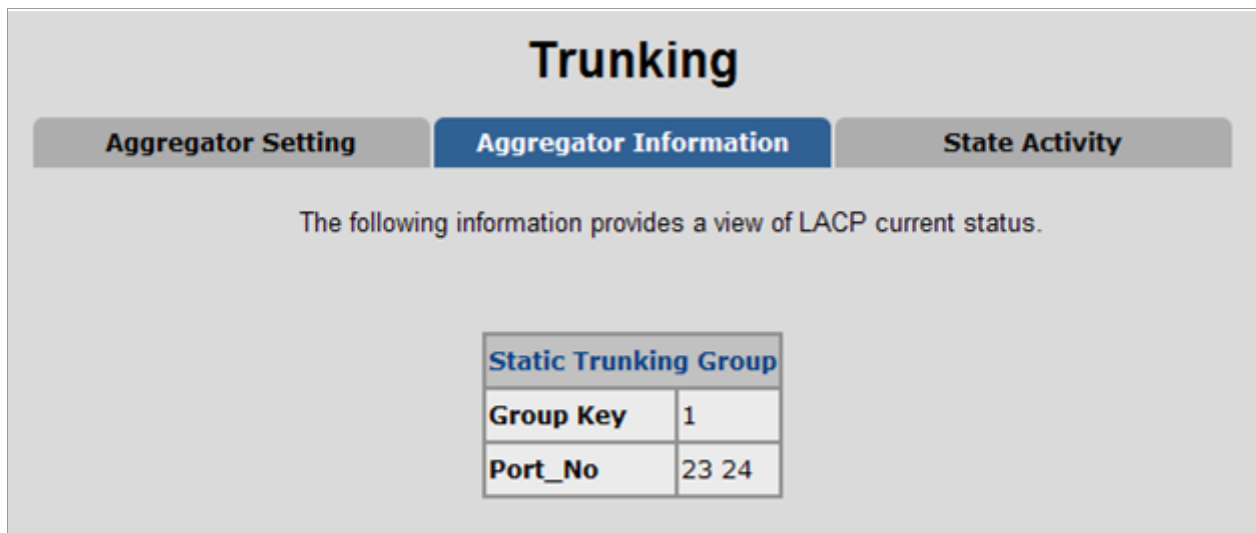 Trunking
Aggregator Setting
Aggregator Information
State Activity
The following information provides a view of LACP current status.
Static Trunking Group
Group Key 1
Port_No 23 24